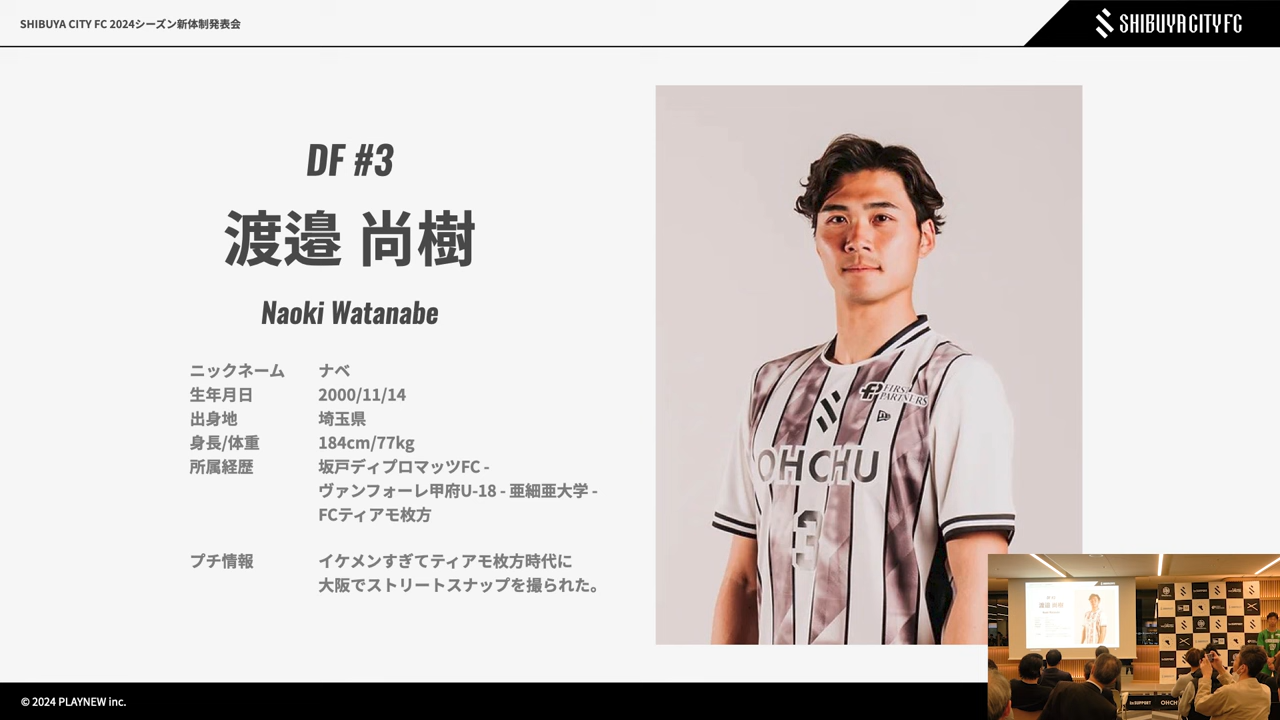 SHIBUYA CITY FC 2024シーズン新体制発表会
SHIBUYA CITY FC
DF #3
渡邉 尚樹
Naoki Watanabe
ニックネーム ナベ
生年月日 2000/11/14
出身地 埼玉県
身長/体重 184cm/77kg
所属経歴 坂戸ディプロマッツFC -
ヴァンフォーレ甲府U-18 - 亜細亜大学 -
FCティアモ枚方
プチ情報 イケメンすぎてティアモ枚方時代に
大阪でストリートスナップを撮られた。
FIRST
PARTNERS
OHCHU
3
渡邉 尚樹
OHCH
© 2024 PLAYNEW inc.